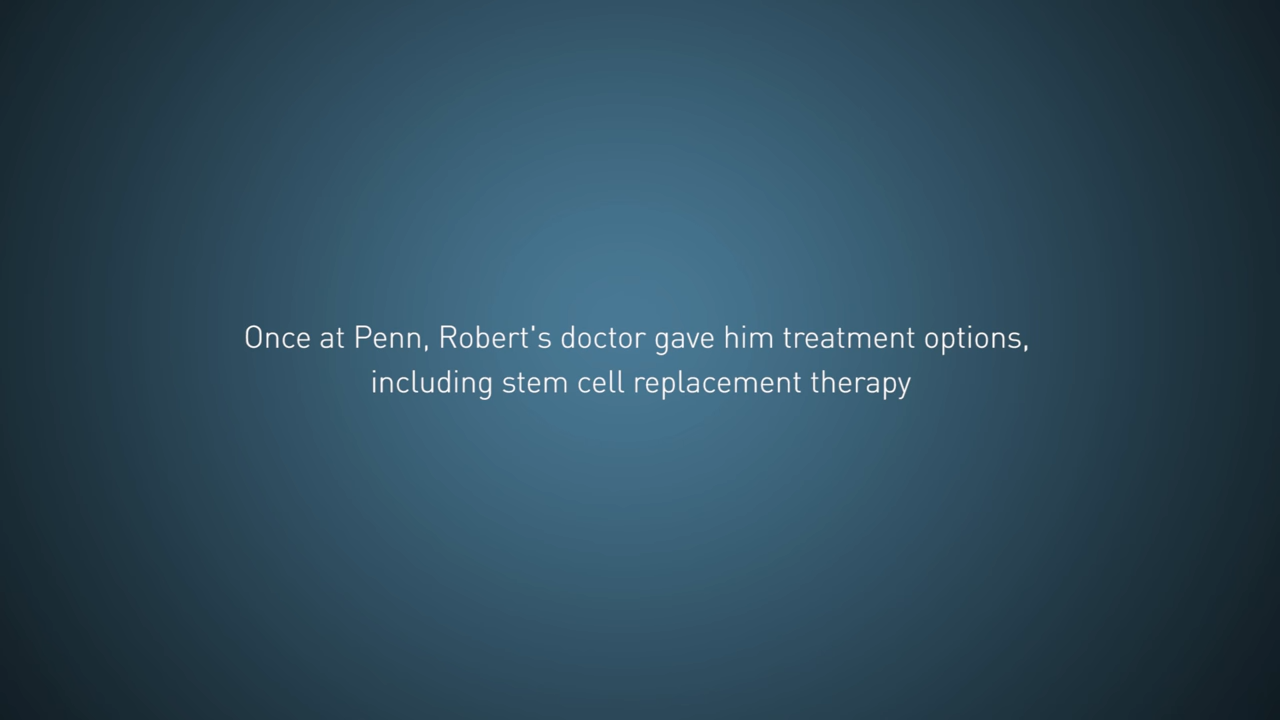 Once at Penn, Robert's doctor gave him treatment options,
including stem cell replacement therapy